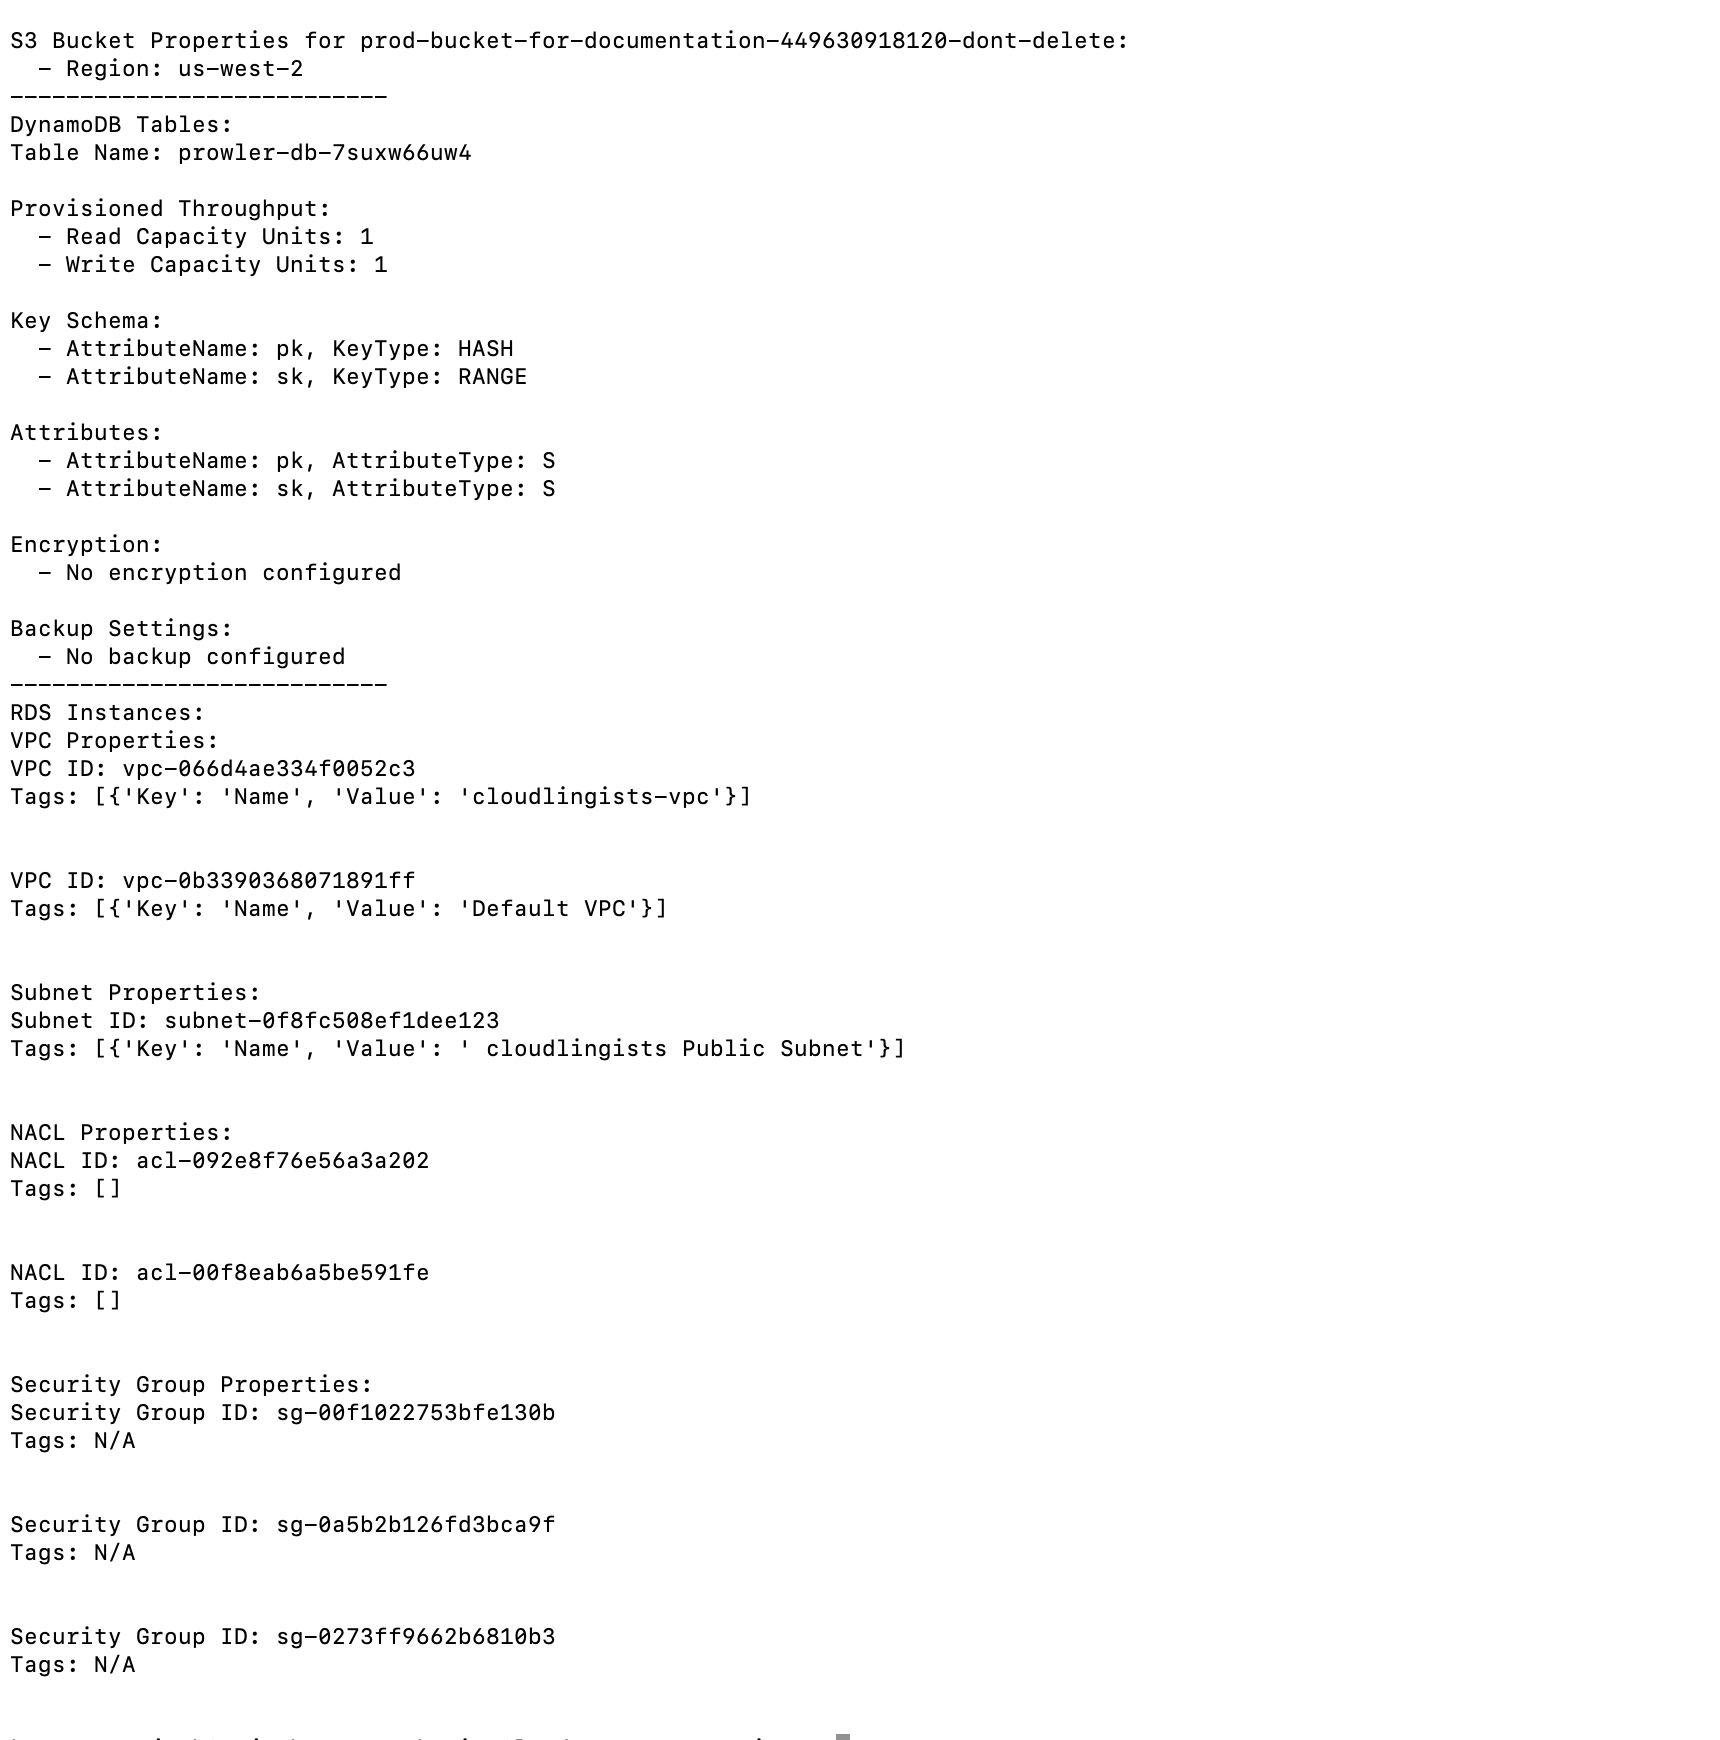 S3 Bucket Properties for prod-bucket-for-documentation-449630918120-dont-delete:
  - Region: us-west-2
---------------------------
DynamoDB Tables:
Table Name: prowler-db-7suxw66uw4
Provisioned Throughput:
  - Read Capacity Units: 1
  - Write Capacity Units: 1
Key Schema:
  - AttributeName: pk, KeyType: HASH
  - AttributeName: sk, KeyType: RANGE
Attributes:
  - AttributeName: pk, AttributeType: S
  - AttributeName: sk, AttributeType: S
Encryption:
  - No encryption configured
Backup Settings:
  - No backup configured
---------------------------
RDS Instances:
VPC Properties:
VPC ID: vpc-066d4ae334f0052c3
Tags: [{'Key': 'Name', 'Value': 'cloudlingists-vpc'}]
VPC ID: vpc-0b3390368071891ff
Tags: [{'Key': 'Name', 'Value': 'Default VPC'}]
Subnet Properties:
Subnet ID: subnet-0f8fc508ef1dee123
Tags: [{'Key': 'Name', 'Value': ' cloudlingists Public Subnet'}]
NACL Properties:
NACL ID: acl-092e8f76e56a3a202
Tags: []
NACL ID: acl-00f8eab6a5be591fe
Tags: []
Security Group Properties:
Security Group ID: sg-00f1022753bfe130b
Tags: N/A
Security Group ID: sg-0a5b2b126fd3bca9f
Tags: N/A
Security Group ID: sg-0273ff9662b6810b3
Tags: N/A